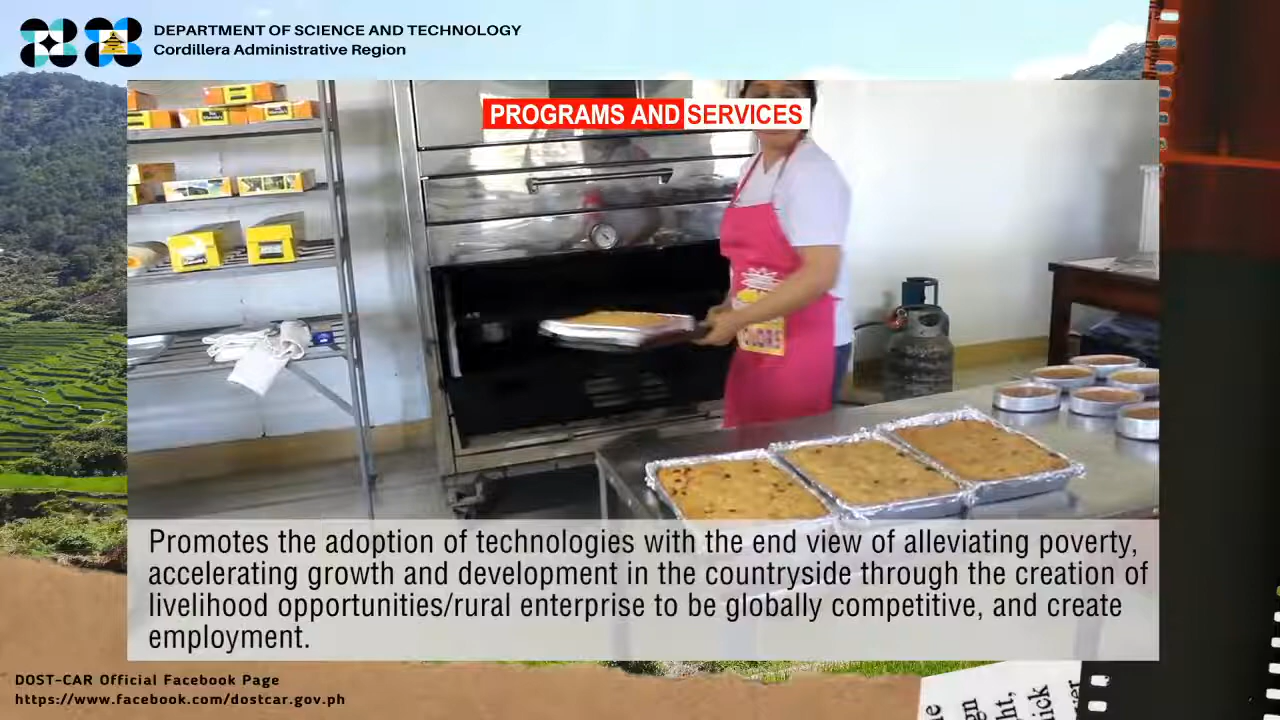 DEPARTMENT OF SCIENCE AND TECHNOLOGY
Cordillera Administrative Region
PROGRAMS AND SERVICES
Promotes the adoption of technologies with the end view of alleviating poverty,
accelerating growth and development in the countryside through the creation of
livelihood opportunities/rural enterprise to be globally competitive, and create
employment.
DOST-CAR Official Facebook Page
https://www.facebook.com/dostcar.gov.ph